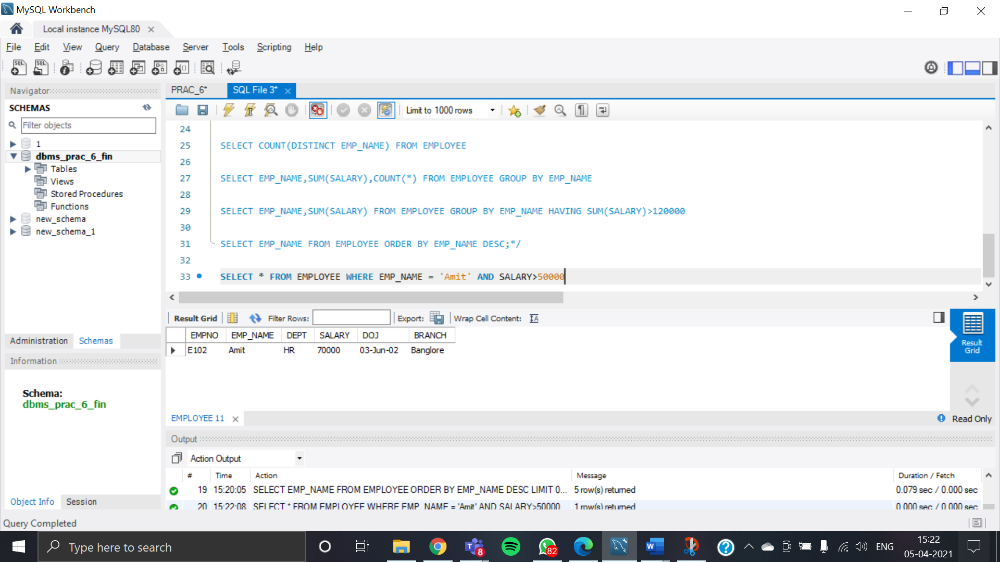 MySQL Workbench
Local instance MySQL80
File Edit View Query Database Server Tools Scripting Help
Navigator
SCHEMAS
Filter objects
1
dbms_prac_6_fin
Tables
Views
Stored Procedures
Functions
new_schema
new_schema_1
Administration Schemas
Information
Schema:
dbms_prac_6_fin
Object Info Session
PRAC_6* SQL File 3*
Limit to 1000 rows
24
25 SELECT COUNT(DISTINCT EMP_NAME) FROM EMPLOYEE
26
27 SELECT EMP_NAME,SUM(SALARY),COUNT(*) FROM EMPLOYEE GROUP BY EMP_NAME
28
29 SELECT EMP_NAME,SUM(SALARY) FROM EMPLOYEE GROUP BY EMP_NAME HAVING SUM(SALARY)>120000
30
31 SELECT EMP_NAME FROM EMPLOYEE ORDER BY EMP_NAME DESC;*/
32
33 SELECT * FROM EMPLOYEE WHERE EMP_NAME = 'Amit' AND SALARY>50000
Result Grid Filter Rows: Export: Wrap Cell Content:
EMPNO EMP_NAME DEPT SALARY DOJ BRANCH
E102 Amit HR 70000 03-Jun-02 Banglore
Result
Grid
EMPLOYEE 11 Read Only
Output
Action Output
# Time Action Message Duration / Fetch
19 15:20:05 SELECT EMP_NAME FROM EMPLOYEE ORDER BY EMP_NAME DESC LIMIT 0... 5 row(s) returned 0.079 sec / 0.000 sec
20 15:22:08 SELECT * FROM EMPLOYEE WHERE EMP_NAME = 'Amit' AND SALARY>50000 1 row(s) returned 0.000 sec / 0.000 sec
Query Completed
Type here to search
8
82
ENG
15:22
05-04-2021